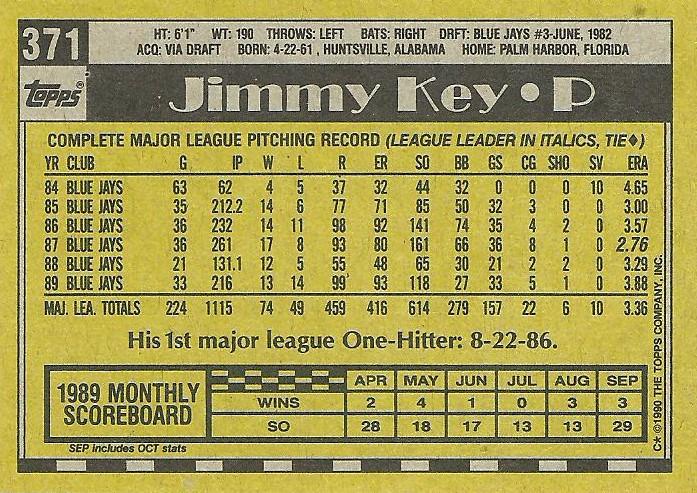 371
HT: 6'1" WT: 190 THROWS: LEFT BATS: RIGHT DRFT: BLUE JAYS #3-JUNE, 1982
ACQ: VIA DRAFT BORN: 4-22-61, HUNTSVILLE, ALABAMA HOME: PALM HARBOR, FLORIDA
TOPPS® Jimmy Key • P
COMPLETE MAJOR LEAGUE PITCHING RECORD (LEAGUE LEADER IN ITALICS, TIE♦)
YR CLUB G IP W L R ER SO BB GS CG SHO SV ERA
84 BLUE JAYS 63 62 4 5 37 32 44 32 0 0 0 10 4.65
85 BLUE JAYS 35 212.2 14 6 77 71 85 50 32 3 0 0 3.00
86 BLUE JAYS 36 232 14 11 98 92 141 74 35 4 2 0 3.57
87 BLUE JAYS 36 261 17 8 93 80 161 66 36 8 1 0 2.76
88 BLUE JAYS 21 131.1 12 5 55 48 65 30 21 2 2 0 3.29
89 BLUE JAYS 33 216 13 14 99 93 118 27 33 5 1 0 3.88
MAJ. LEA. TOTALS 224 1115 74 49 459 416 614 279 157 22 6 10 3.36
His 1st major league One-Hitter: 8-22-86.
1989 MONTHLY SCOREBOARD
APR MAY JUN JUL AUG SEP
WINS 2 4 1 0 3 3
SO 28 18 17 13 13 29
SEP includes OCT stats
C* ©1990 THE TOPPS COMPANY, INC.